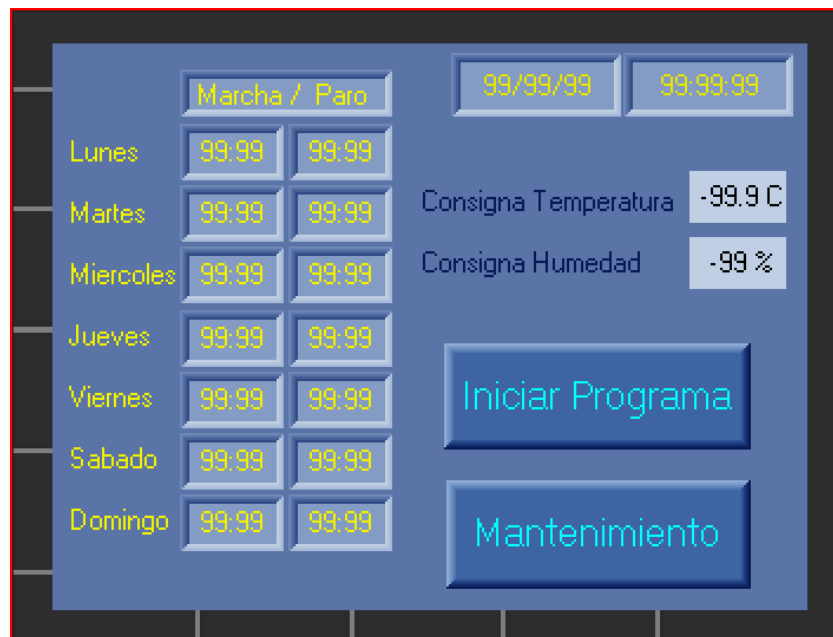 99/99/99 99:99:99
Marcha / Paro
Lunes 99:99 99:99
Martes 99:99 99:99
Miercoles 99:99 99:99
Jueves 99:99 99:99
Viernes 99:99 99:99
Sabado 99:99 99:99
Domingo 99:99 99:99
Consigna Temperatura -99.9 C
Consigna Humedad -99 %
Iniciar Programa
Mantenimiento